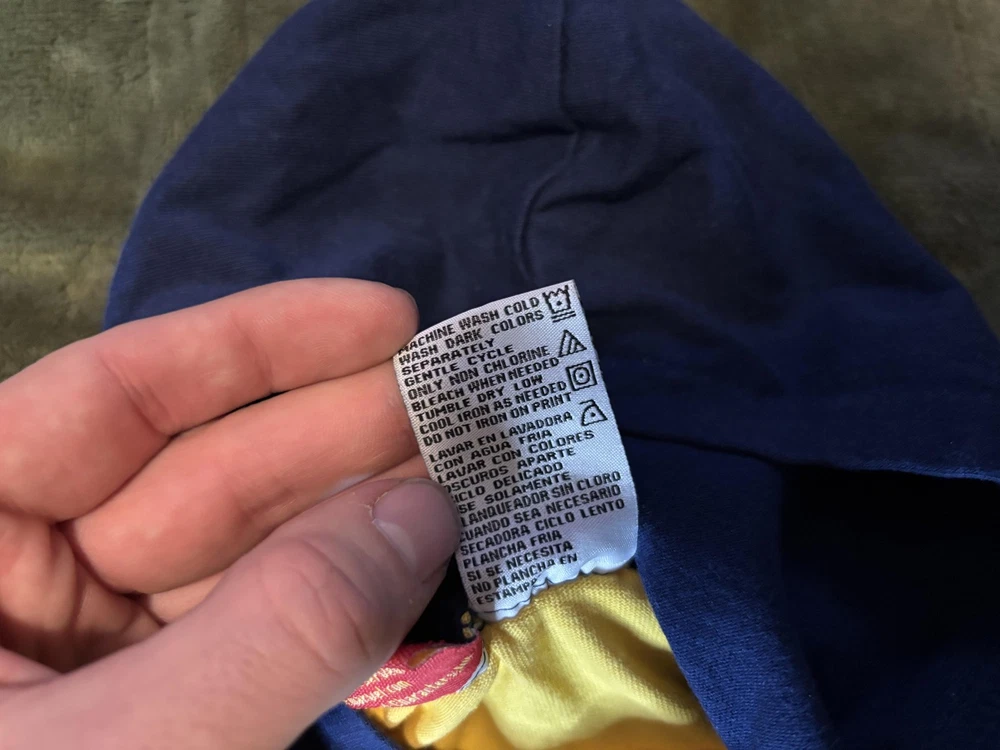 MACHINE WASH COLD
WASH DARK COLORS
SEPARATELY
GENTLE CYCLE
ONLY NON CHLORINE
BLEACH WHEN NEEDED
TUMBLE DRY LOW
COOL IRON AS NEEDED
DO NOT IRON ON PRINT
LAVAR EN LAVADORA
CON AGUA FRIA
LAVAR CON COLORES
OSCUROS APARTE
CICLO DELICADO
USE SOLAMENTE
BLANQUEADOR SIN CLORO
CUANDO SEA NECESARIO
SECADORA CICLO LENTO
PLANCHA FRIA
SI SE NECESITA
NO PLANCHA EN